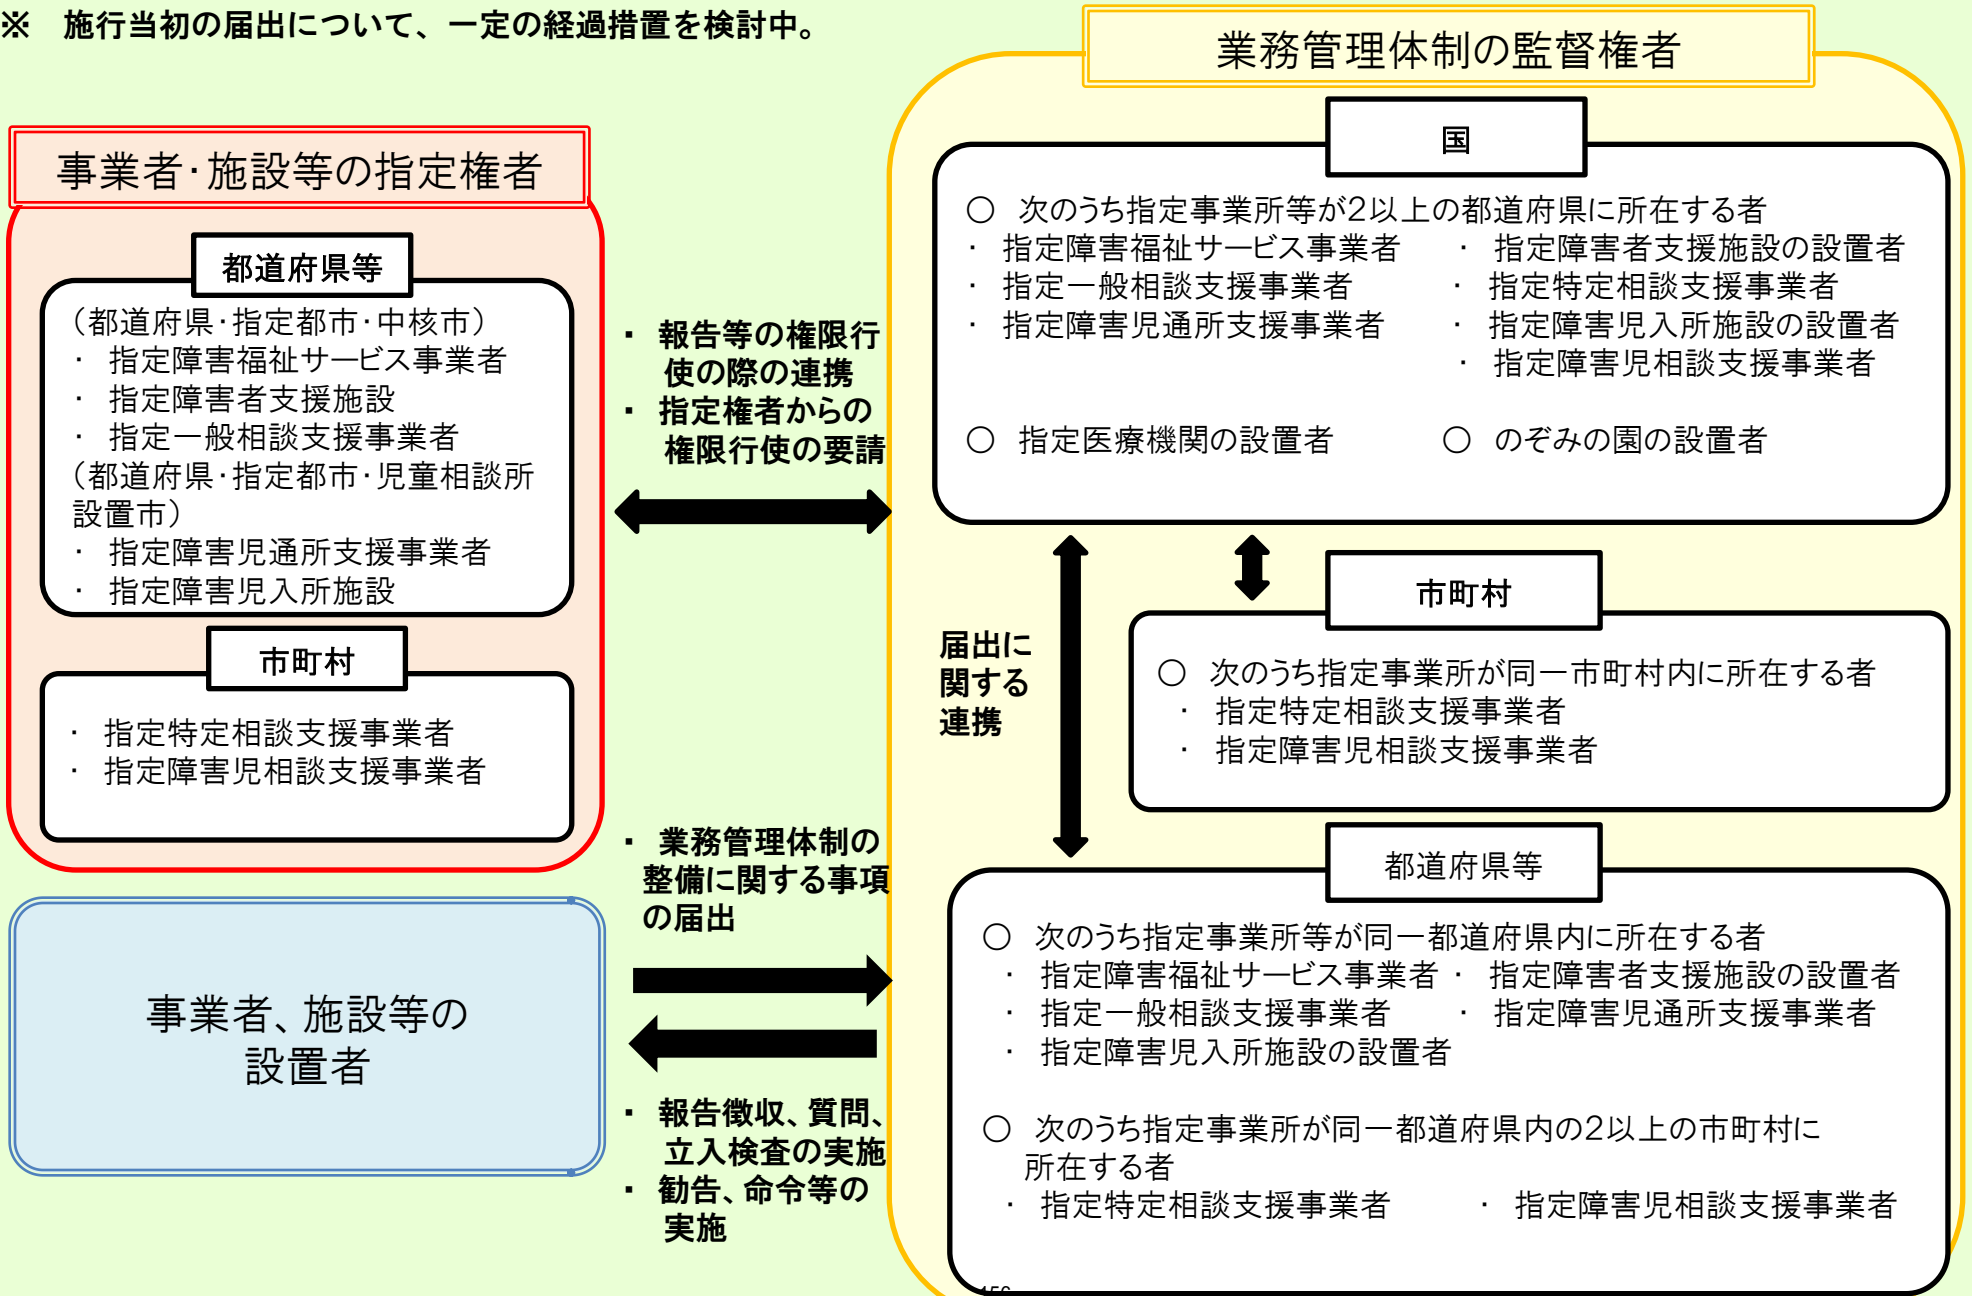 ※　施行当初の届出について、一定の経過措置を検討中。
事業者・施設等の指定権者
都道府県等
（都道府県・指定都市・中核市）
・　指定障害福祉サービス事業者
・　指定障害者支援施設
・　指定一般相談支援事業者
（都道府県・指定都市・児童相談所
設置市）
・　指定障害児通所支援事業者
・　指定障害児入所施設
市町村
・　指定特定相談支援事業者
・　指定障害児相談支援事業者
事業者、施設等の
設置者
・　報告等の権限行
使の際の連携
・　指定権者からの
権限行使の要請
・　業務管理体制の
整備に関する事項
の届出
・　報告徴収、質問、
立入検査の実施
・　勧告、命令等の
実施
業務管理体制の監督権者
国
○　次のうち指定事業所等が２以上の都道府県に所在する者
・　指定障害福祉サービス事業者　　・　指定障害者支援施設の設置者
・　指定一般相談支援事業者　　　・　指定特定相談支援事業者
・　指定障害児通所支援事業者　　・　指定障害児入所施設の設置者
・　指定障害児相談支援事業者
○　指定医療機関の設置者　　　○　のぞみの園の設置者
届出に
関する
連携
市町村
○　次のうち指定事業所が同一市町村内に所在する者
・　指定特定相談支援事業者
・　指定障害児相談支援事業者
都道府県等
○　次のうち指定事業所等が同一都道府県内に所在する者
・　指定障害福祉サービス事業者　・　指定障害者支援施設の設置者
・　指定一般相談支援事業者　　・　指定障害児通所支援事業者
・　指定障害児入所施設の設置者
○　次のうち指定事業所が同一都道府県内の２以上の市町村に
所在する者
・　指定特定相談支援事業者　　　・　指定障害児相談支援事業者